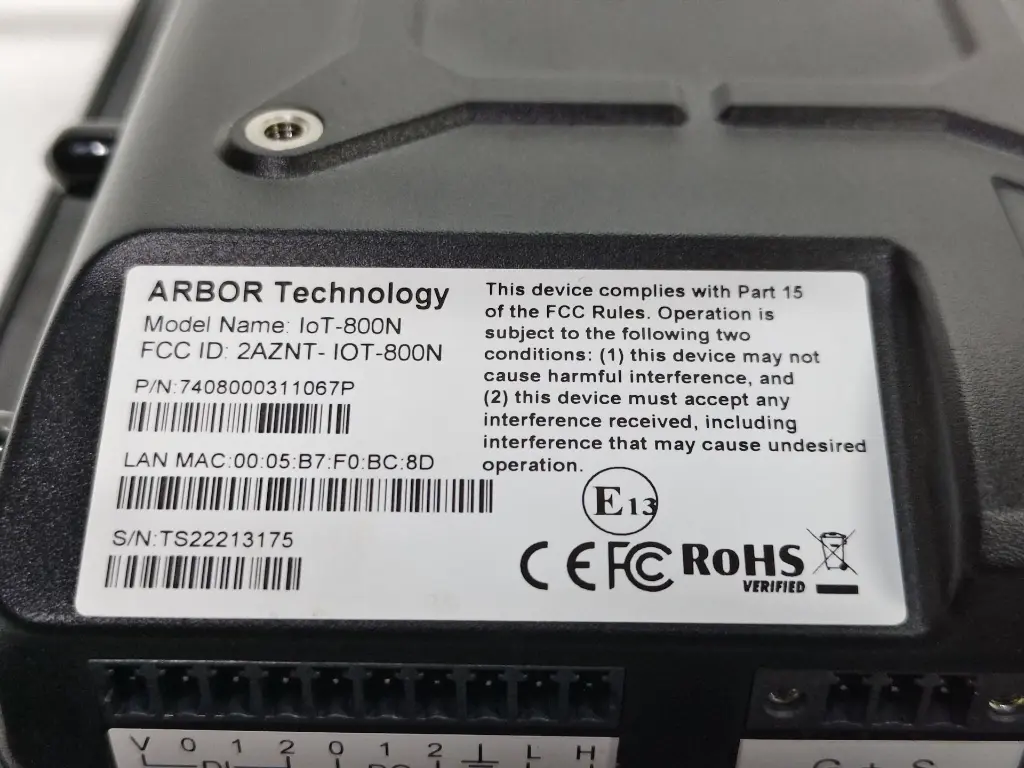 ARBOR Technology
Model Name: IoT-800N
FCC ID: 2AZNT- IOT-800N
P/N:7408000311067P
LAN MAC:00:05:B7:F0:BC:8D
S/N:TS22213175
This device complies with Part 15
of the FCC Rules. Operation is
subject to the following two
conditions: (1) this device may not
cause harmful interference, and
(2) this device must accept any
interference received, including
interference that may cause undesired
operation.
E13
CE FC RoHS
VERIFIED
V 0 1 2 0 1 2 L H
DI
G + S